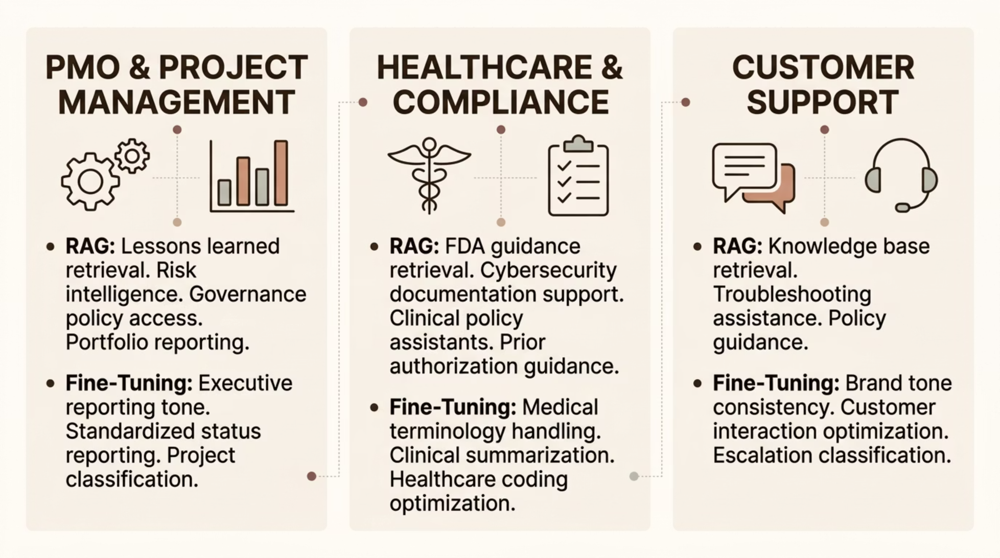 PMO & PROJECT
MANAGEMENT
• RAG: Lessons learned
retrieval. Risk
intelligence. Governance
policy access.
Portfolio reporting.
• Fine-Tuning: Executive
reporting tone.
Standardized status
reporting. Project
classification.
HEALTHCARE &
COMPLIANCE
• RAG: FDA guidance
retrieval. Cybersecurity
documentation support.
Clinical policy
assistants. Prior
authorization guidance.
• Fine-Tuning: Medical
terminology handling.
Clinical summarization.
Healthcare coding
optimization.
CUSTOMER
SUPPORT
• RAG: Knowledge base
retrieval.
Troubleshooting
assistance. Policy
guidance.
• Fine-Tuning: Brand tone
consistency. Customer
interaction optimization.
Escalation classification.